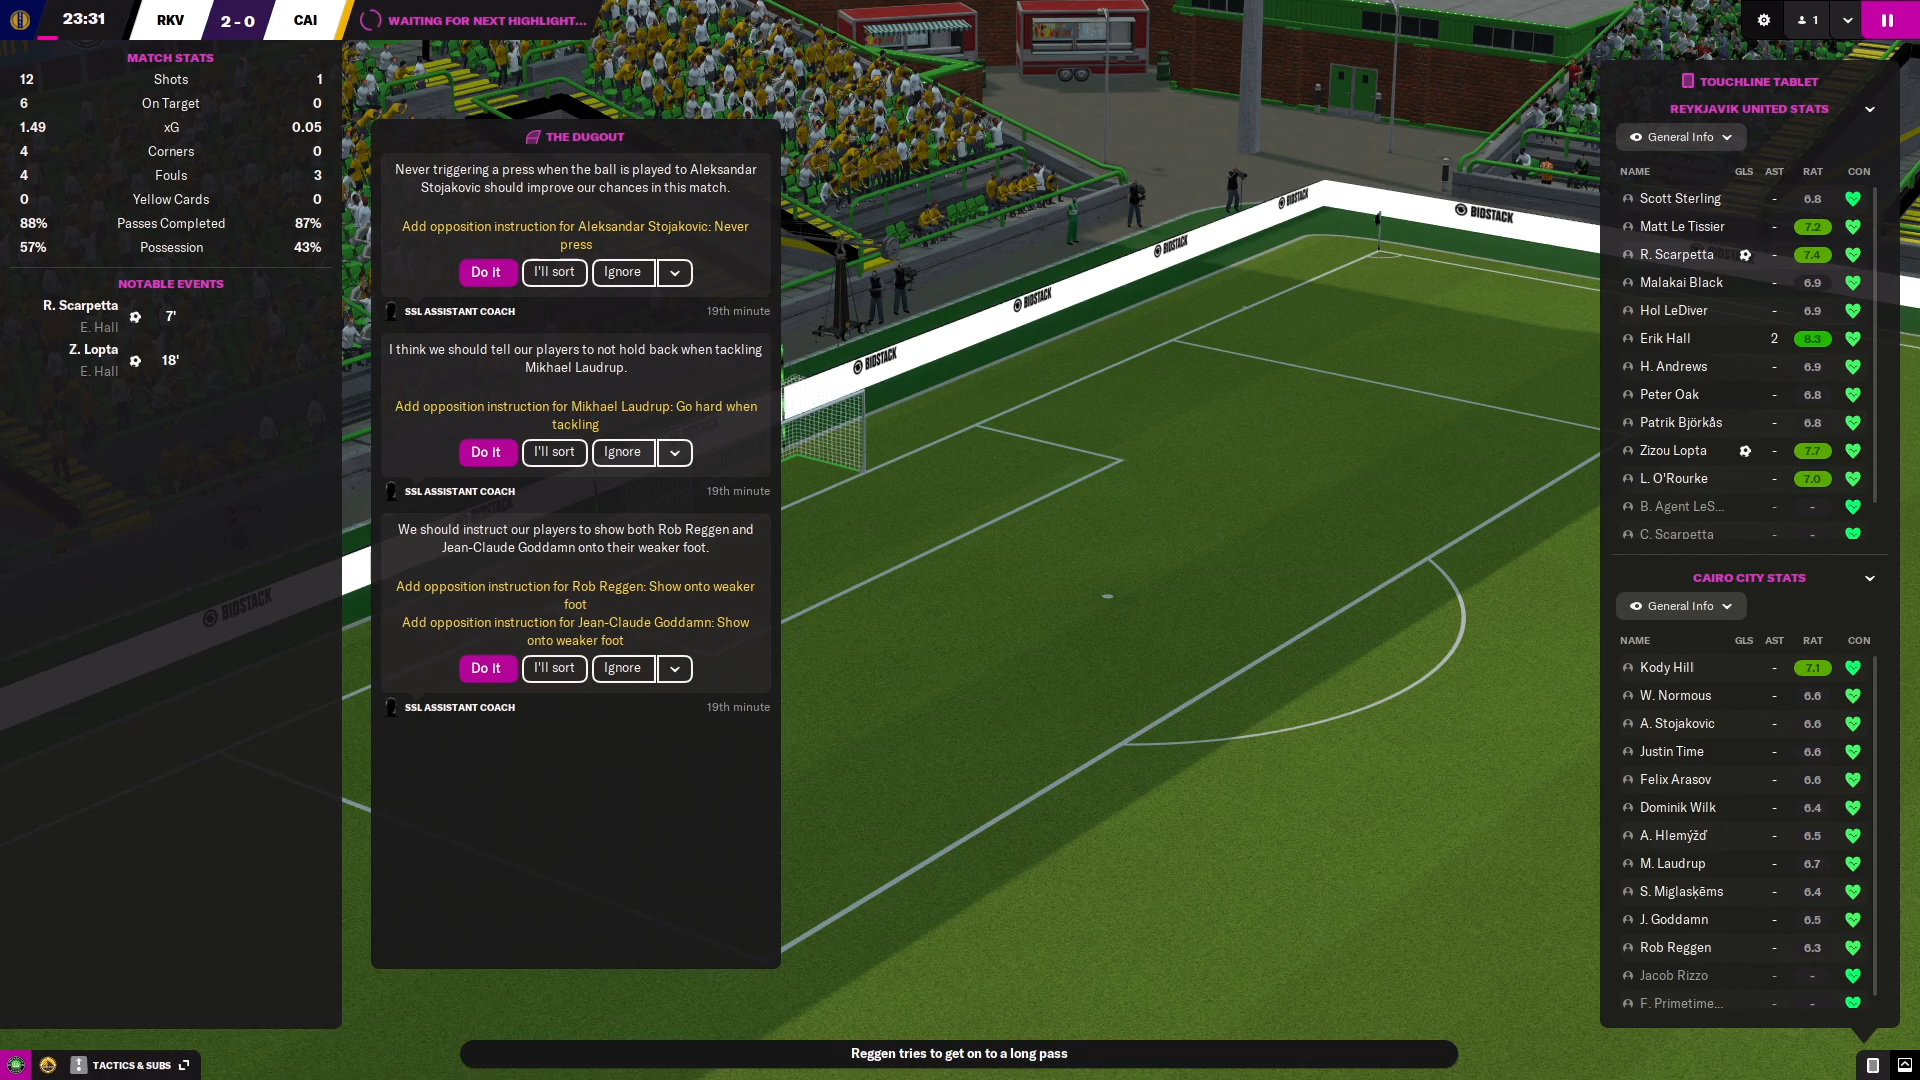 23:31
RKV
2 - 0
CAI
WAITING FOR NEXT HIGHLIGHT...
1
MATCH STATS
12 Shots 1
6 On Target 0
1.49 xG 0.05
4 Corners 0
4 Fouls 3
0 Yellow Cards 0
88% Passes Completed 87%
57% Possession 43%
NOTABLE EVENTS
R. Scarpetta
E. Hall
7'
Z. Lopta
E. Hall
18'
THE DUGOUT
Never triggering a press when the ball is played to Aleksandar
Stojakovic should improve our chances in this match.
Add opposition instruction for Aleksandar Stojakovic: Never
press
Do it I'll sort Ignore
SSL ASSISTANT COACH 19th minute
I think we should tell our players to not hold back when tackling
Mikhael Laudrup.
Add opposition instruction for Mikhael Laudrup: Go hard when
tackling
Do it I'll sort Ignore
SSL ASSISTANT COACH 19th minute
We should instruct our players to show both Rob Reggen and
Jean-Claude Goddamn onto their weaker foot.
Add opposition instruction for Rob Reggen: Show onto weaker
foot
Add opposition instruction for Jean-Claude Goddamn: Show
onto weaker foot
Do it I'll sort Ignore
SSL ASSISTANT COACH 19th minute
BIDSTACK
BIDSTACK
BIDSTACK
BIDSTACK
BIDSTACK
BIDSTACK
TOUCHLINE TABLET
REYKJAVIK UNITED STATS
General Info
NAME GLS AST RAT CON
Scott Sterling - 6.8
Matt Le Tissier - 7.2
R. Scarpetta - 7.4
Malakai Black - 6.9
Hol LeDiver - 6.9
Erik Hall 2 8.3
H. Andrews - 6.9
Peter Oak - 6.8
Patrik Björkås - 6.8
Zizou Lopta - 7.7
L. O'Rourke - 7.0
B. Agent LeS... - -
C. Scarpetta - -
CAIRO CITY STATS
General Info
NAME GLS AST RAT CON
Kody Hill - 7.1
W. Normous - 6.6
A. Stojakovic - 6.6
Justin Time - 6.6
Felix Arasov - 6.6
Dominik Wilk - 6.4
A. Hlemýžď - 6.5
M. Laudrup - 6.7
S. Miglasķēms - 6.4
J. Goddamn - 6.5
Rob Reggen - 6.3
Jacob Rizzo - -
F. Primetime... - -
TACTICS & SUBS
Reggen tries to get on to a long pass